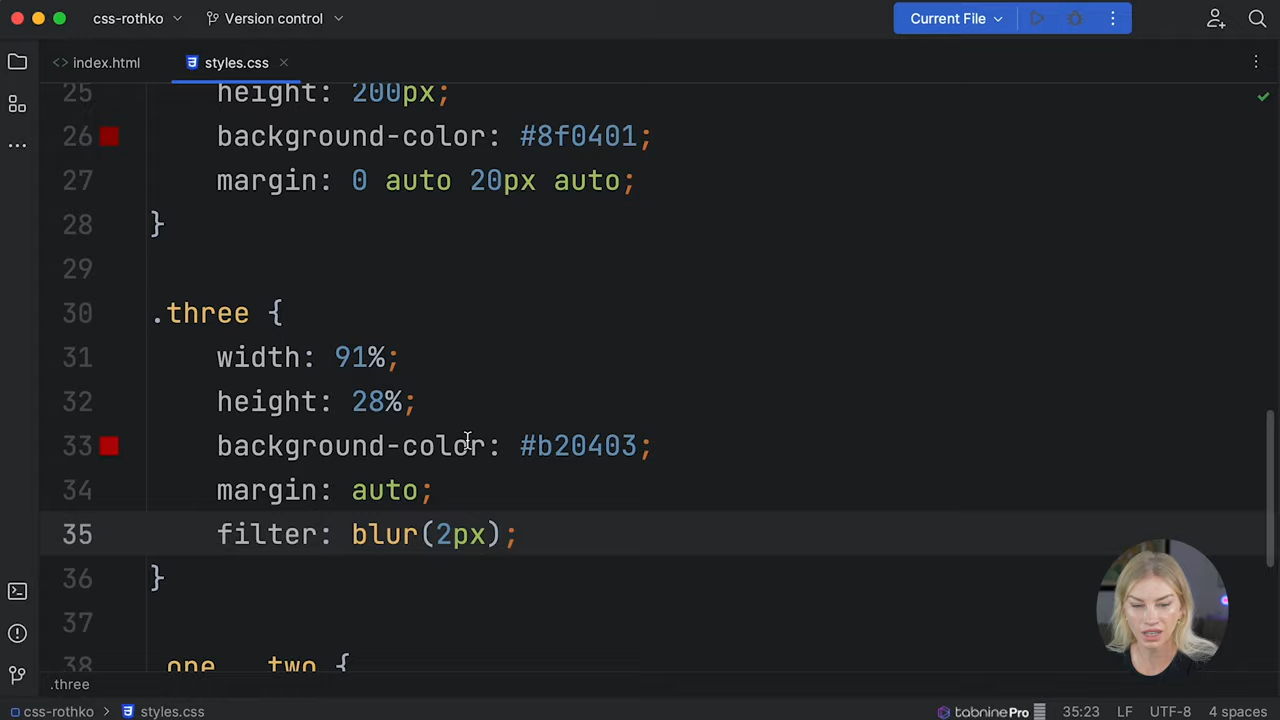 css-rothko Version control Current File
index.html styles.css
25 height: 200px;
26 background-color: #8f0401;
27 margin: 0 auto 20px auto;
28 }
29
30 .three {
31 width: 91%;
32 height: 28%;
33 background-color: #b20403;
34 margin: auto;
35 filter: blur(2px);
36 }
37
38 .one, .two {
.three
css-rothko styles.css tabnine Pro 35:23 LF UTF-8 4 spaces